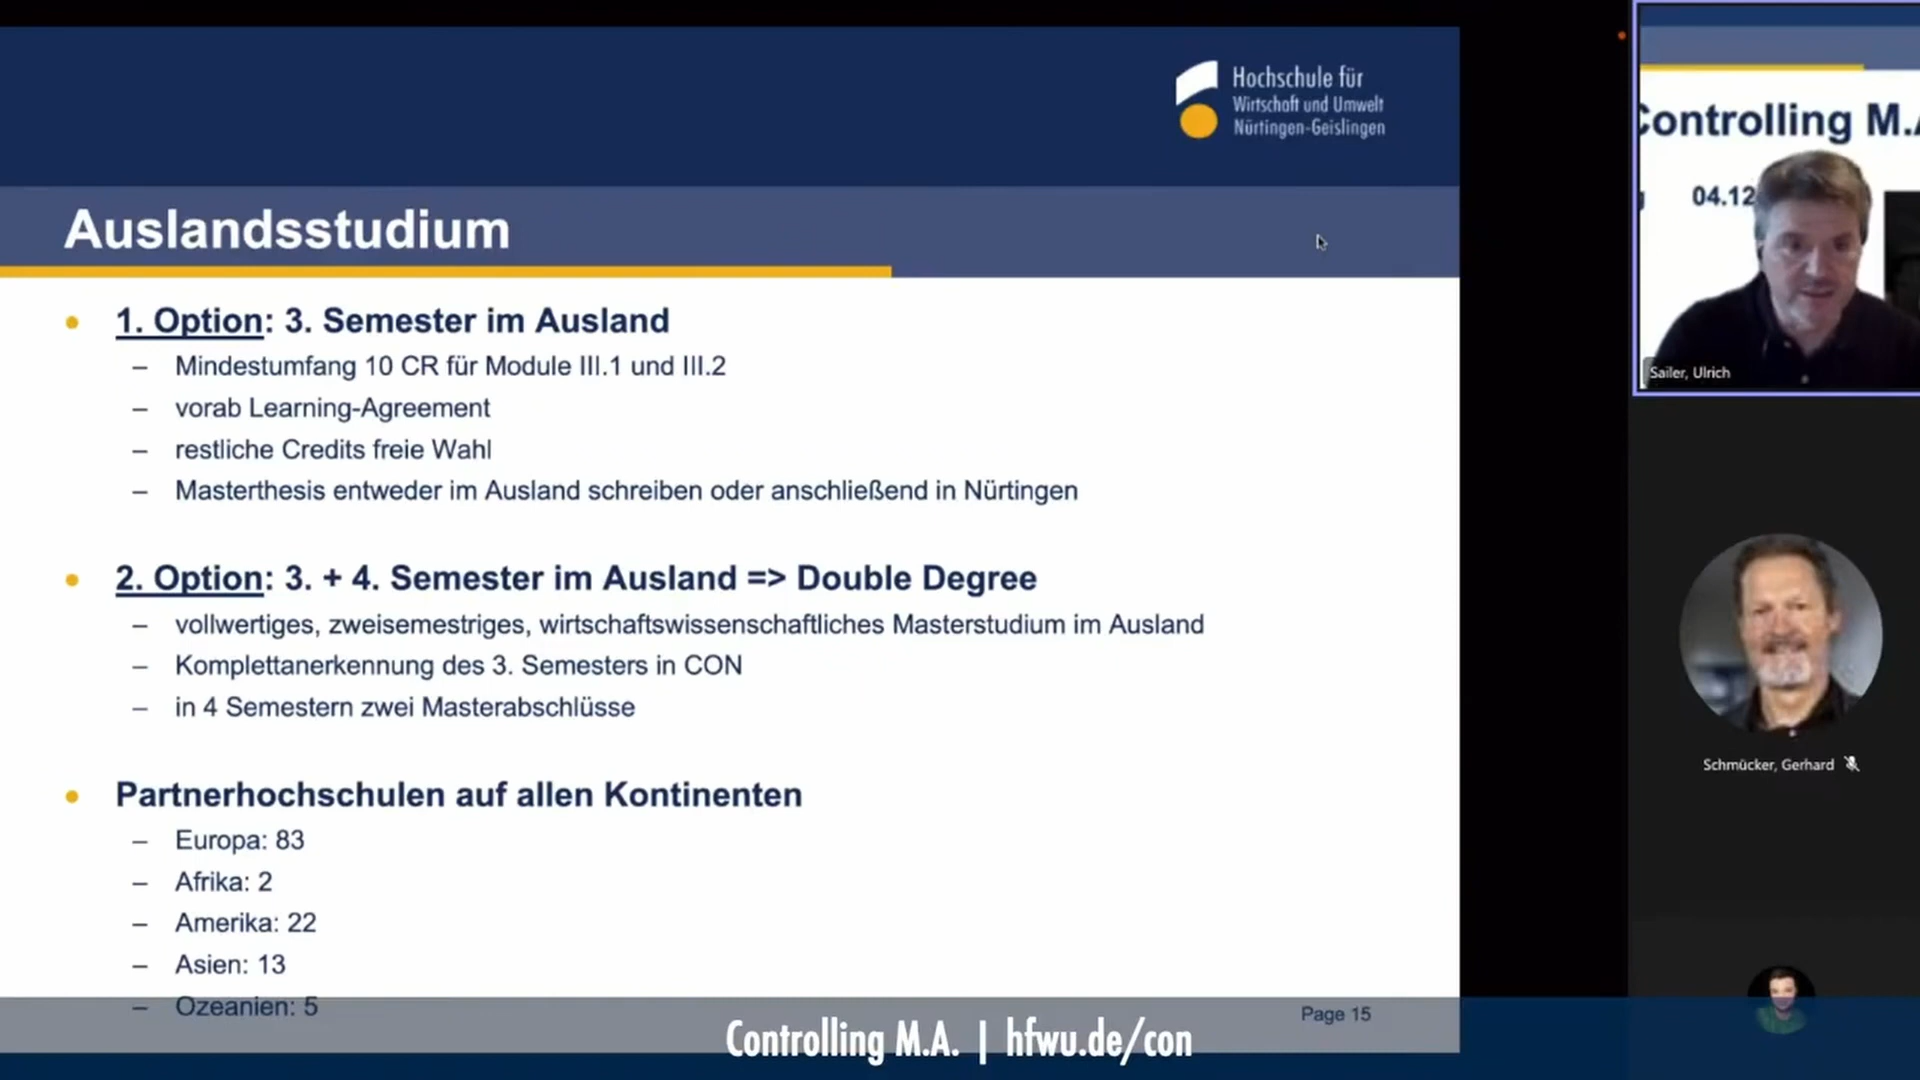 Hochschule für
Wirtschaft und Umwelt
Nürtingen-Geislingen
Auslandsstudium
1. Option: 3. Semester im Ausland
– Mindestumfang 10 CR für Module III.1 und III.2
– vorab Learning-Agreement
– restliche Credits freie Wahl
– Masterthesis entweder im Ausland schreiben oder anschließend in Nürtingen
2. Option: 3. + 4. Semester im Ausland => Double Degree
– vollwertiges, zweisemestriges, wirtschaftswissenschaftliches Masterstudium im Ausland
– Komplettanerkennung des 3. Semesters in CON
– in 4 Semestern zwei Masterabschlüsse
Partnerhochschulen auf allen Kontinenten
– Europa: 83
– Afrika: 2
– Amerika: 22
– Asien: 13
– Ozeanien: 5
Page 15
Controlling M.A. | hfwu.de/con
Controlling M.A
04.12
Sailer, Ulrich
Schmücker, Gerhard